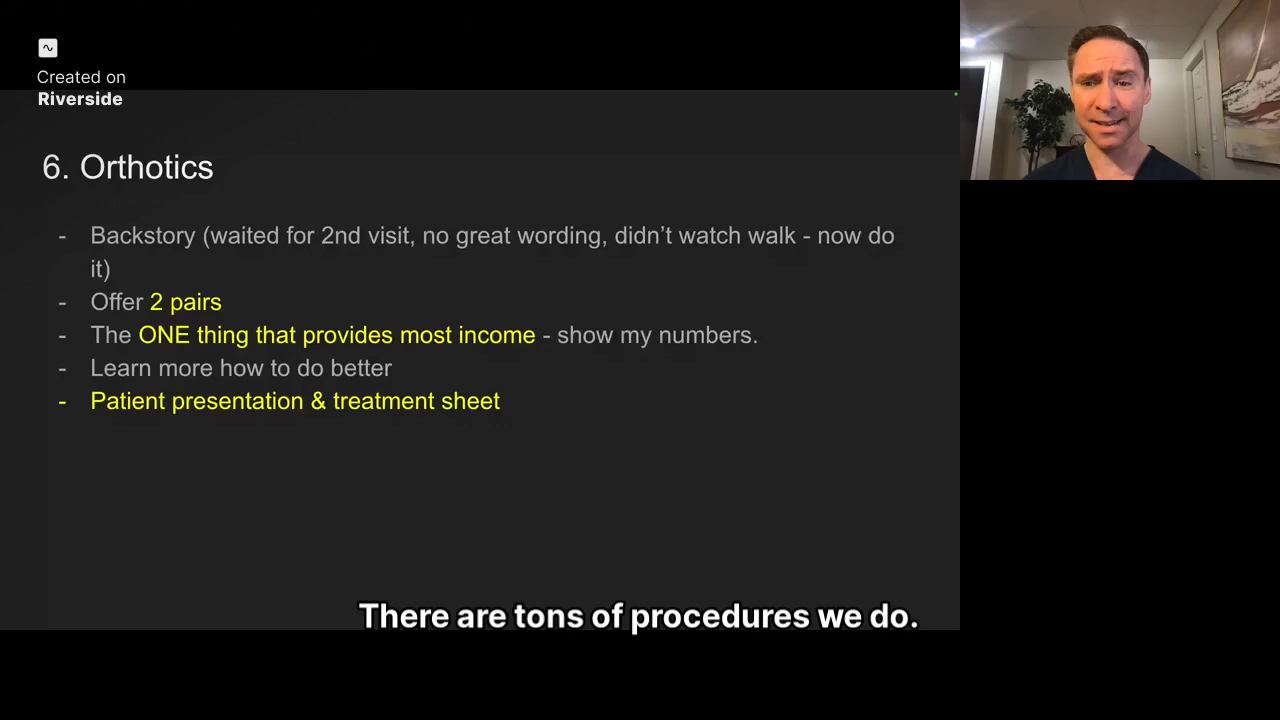 Created on
Riverside
6. Orthotics
- Backstory (waited for 2nd visit, no great wording, didn’t watch walk - now do
it)
- Offer 2 pairs
- The ONE thing that provides most income - show my numbers.
- Learn more how to do better
- Patient presentation & treatment sheet
There are tons of procedures we do.